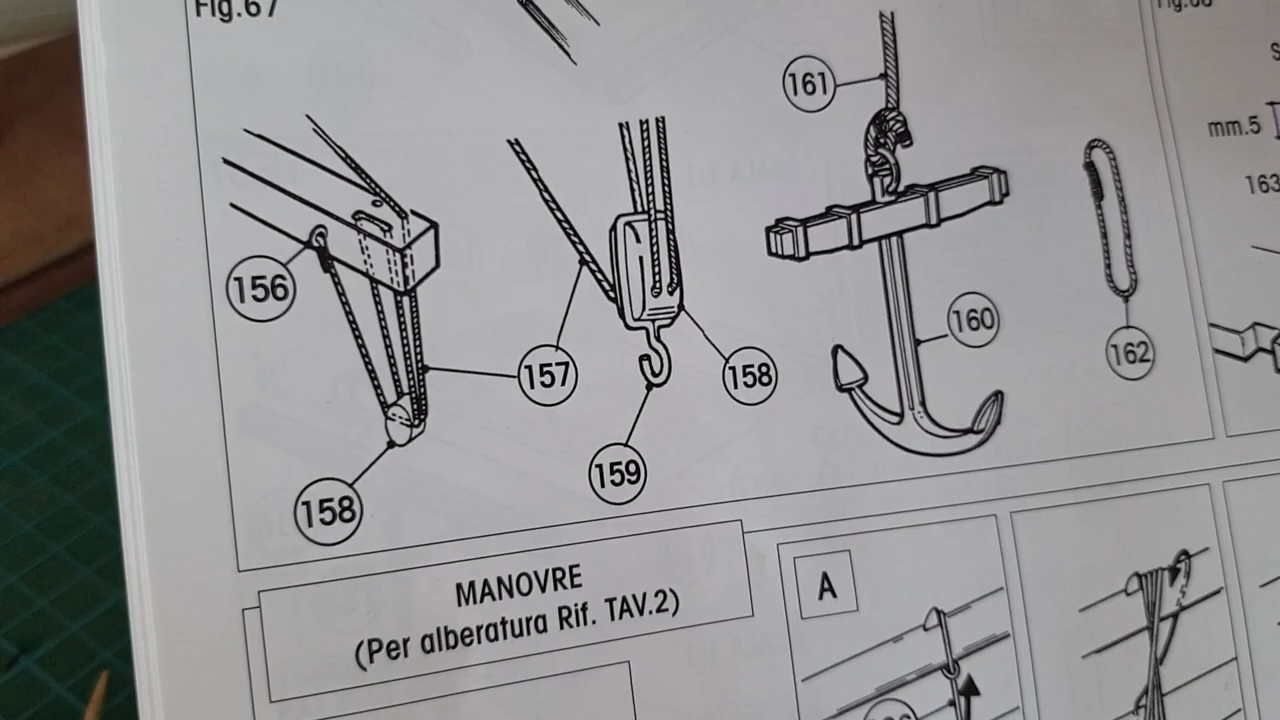 Fig.67
161
mm.5
163
156
160
157
158
162
159
158
MANOVRE
(Per alberatura Rif. TAV.2)
A